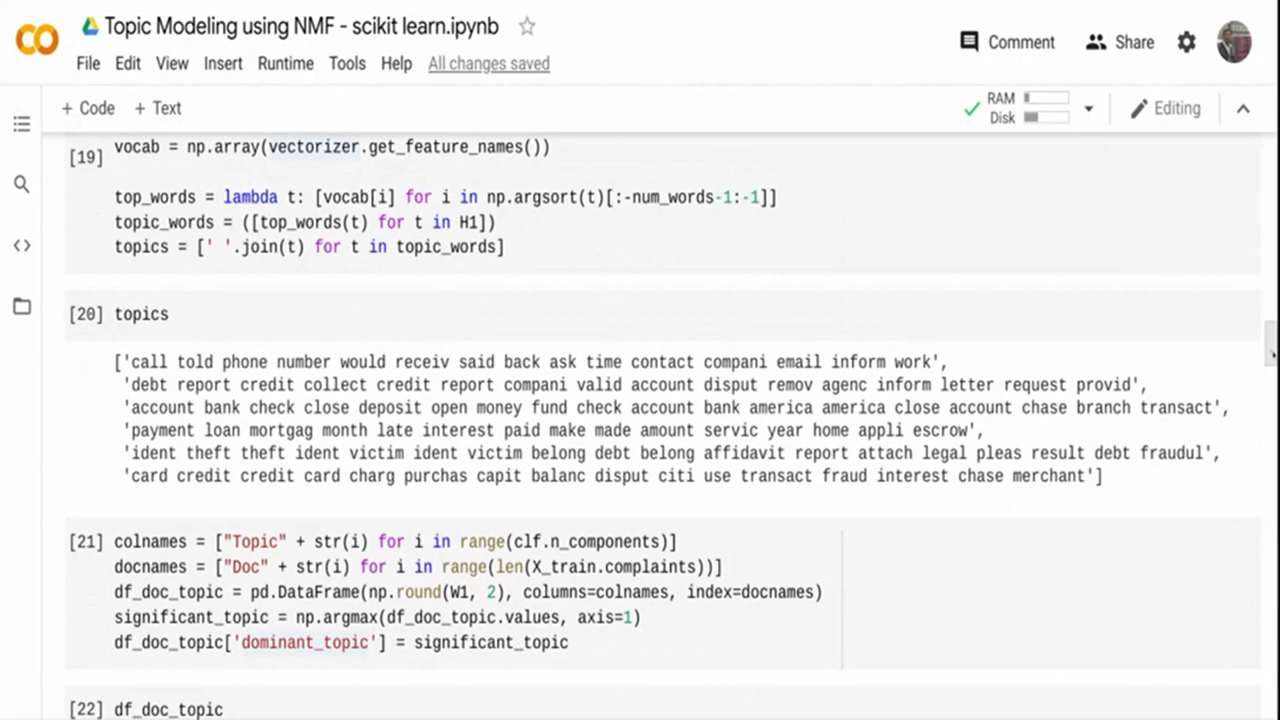 Topic Modeling using NMF - scikit learn.ipynb
Comment
Share
File Edit View Insert Runtime Tools Help All changes saved
+ Code + Text
RAM
Disk
Editing
[19] vocab = np.array(vectorizer.get_feature_names())
top_words = lambda t: [vocab[i] for i in np.argsort(t)[:-num_words-1:-1]]
topic_words = ([top_words(t) for t in H1])
topics = [' '.join(t) for t in topic_words]
[20] topics
['call told phone number would receiv said back ask time contact compani email inform work',
'debt report credit collect credit report compani valid account disput remov agenc inform letter request provid',
'account bank check close deposit open money fund check account bank america america close account chase branch transact',
'payment loan mortgag month late interest paid make made amount servic year home appli escrow',
'ident theft theft ident victim ident victim belong debt belong affidavit report attach legal pleas result debt fraudul',
'card credit credit card charg purchas capit balanc disput citi use transact fraud interest chase merchant']
[21] colnames = ["Topic" + str(i) for i in range(clf.n_components)]
docnames = ["Doc" + str(i) for i in range(len(X_train.complaints))]
df_doc_topic = pd.DataFrame(np.round(W1, 2), columns=colnames, index=docnames)
significant_topic = np.argmax(df_doc_topic.values, axis=1)
df_doc_topic['dominant_topic'] = significant_topic
[22] df_doc_topic